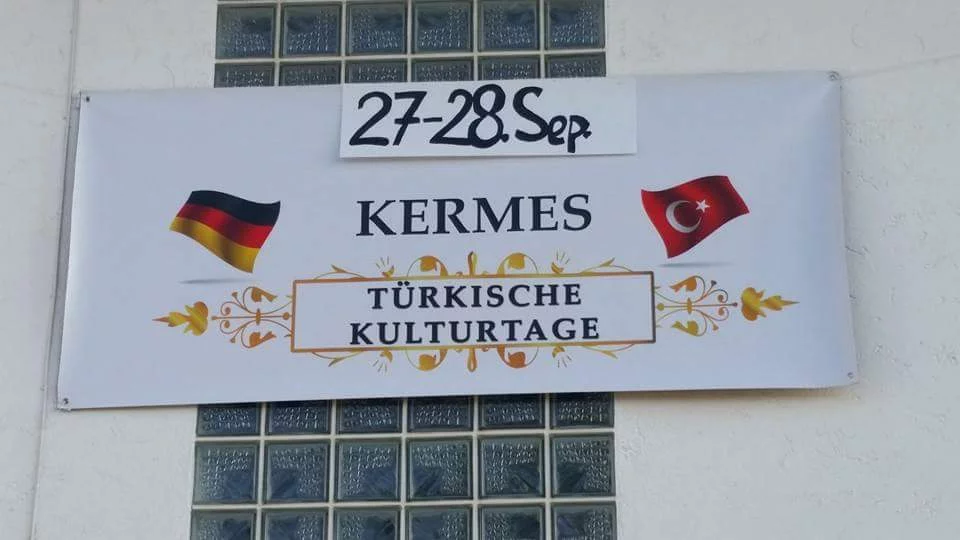 27-28.Sep.
KERMES
TÜRKISCHE
KULTURTAGE